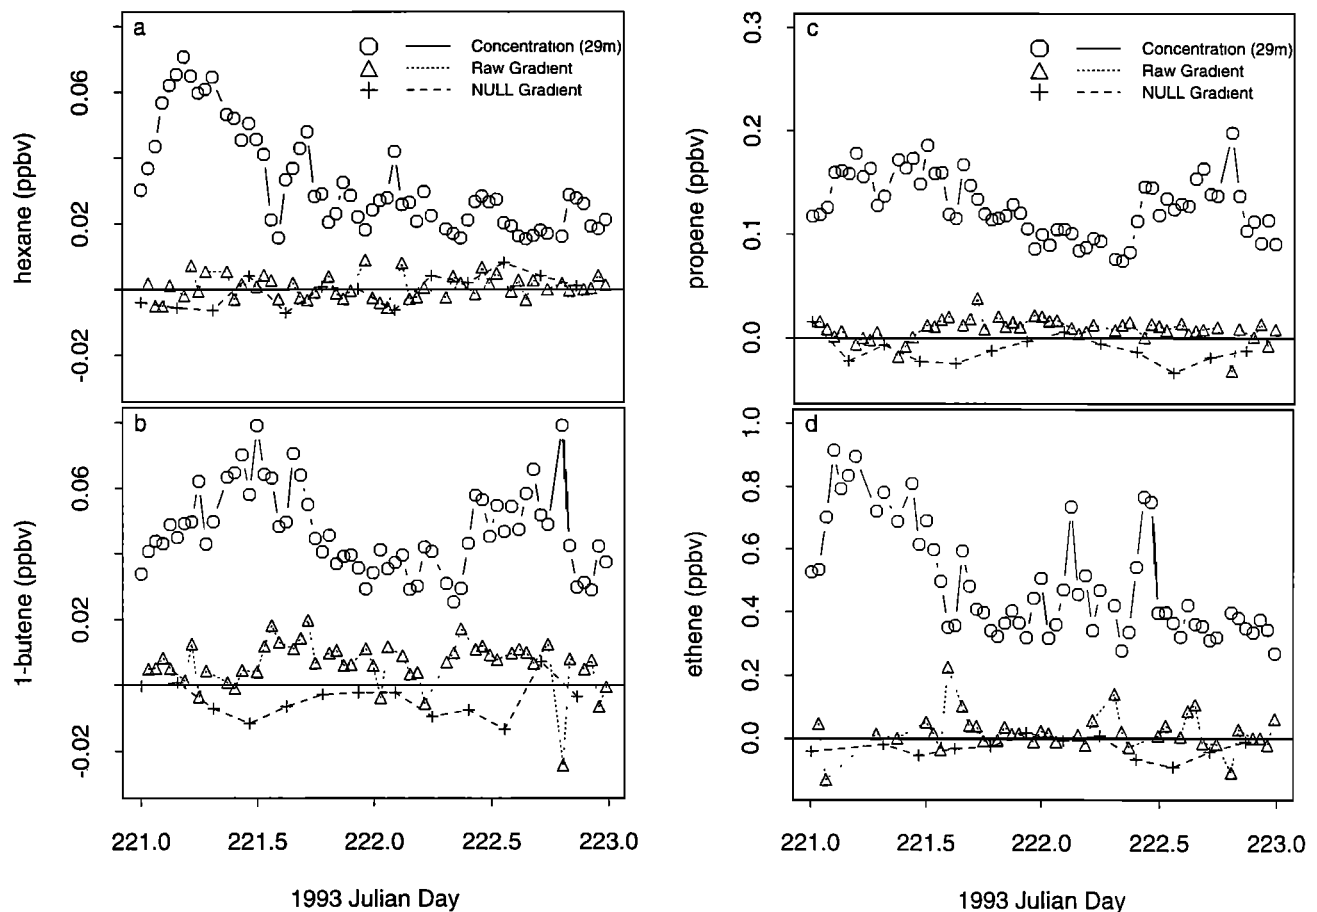 a
Concentration (29m)
Raw Gradient
NULL Gradient
hexane (ppbv)
0.06
0.02
-0.02
b
1-butene (ppbv)
0.06
0.02
-0.02
221.0 221.5 222.0 222.5 223.0
1993 Julian Day
c
Concentration (29m)
Raw Gradient
NULL Gradient
propene (ppbv)
0.3
0.2
0.1
0.0
d
ethene (ppbv)
1.0
0.8
0.6
0.4
0.2
0.0
221.0 221.5 222.0 222.5 223.0
1993 Julian Day